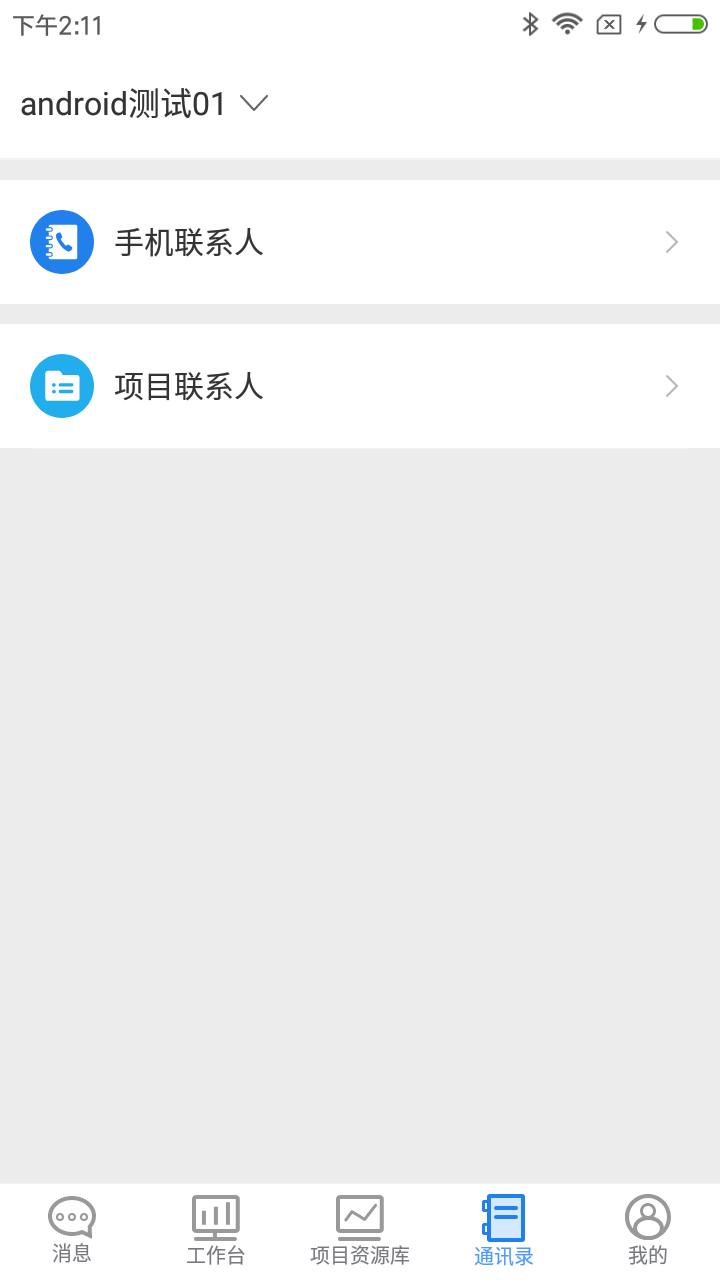 下午2:11
android测试01
手机联系人
项目联系人
消息
工作台
项目资源库
通讯录
我的